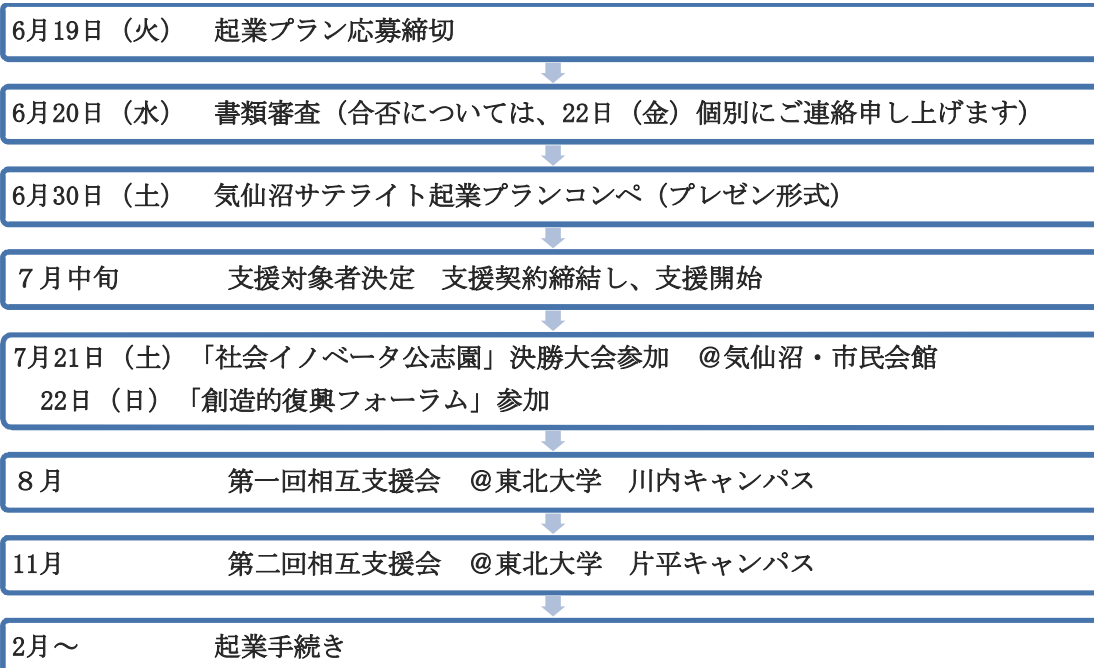 6月19日（火）　起業プラン応募締切
6月20日（水）　書類審査（合否については、22日（金）個別にご連絡申し上げます）
6月30日（土）　気仙沼サテライト起業プランコンペ（プレゼン形式）
７月中旬　　　　支援対象者決定　支援契約締結し、支援開始
7月21日（土）「社会イノベータ公志園」決勝大会参加　＠気仙沼・市民会館
22日（日）「創造的復興フォーラム」参加
８月　　　　　　第一回相互支援会　＠東北大学　川内キャンパス
11月　　　　　　第二回相互支援会　＠東北大学　片平キャンパス
2月～　　　　　起業手続き